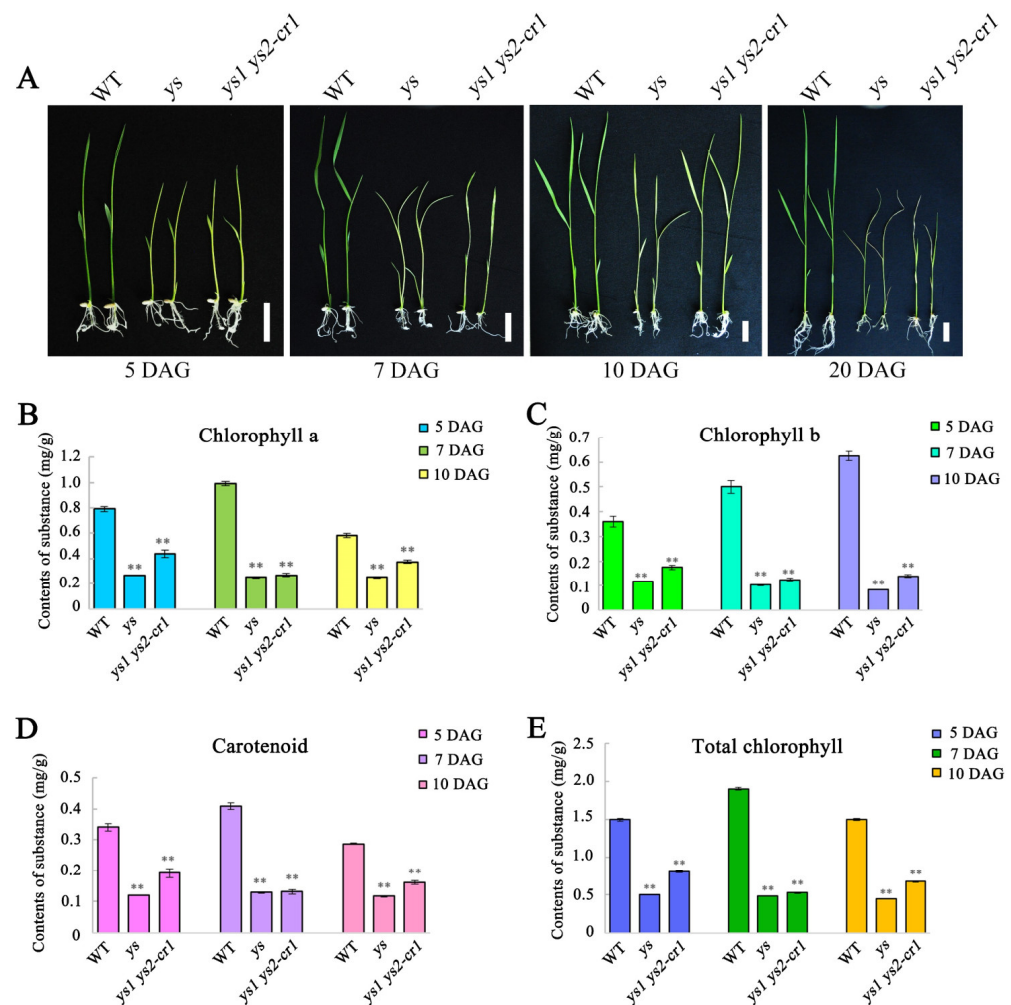 A
WT ys ys1 ys2-cr1 WT ys ys1 ys2-cr1 WT ys ys1 ys2-cr1 WT ys ys1 ys2-cr1
5 DAG 7 DAG 10 DAG 20 DAG
B
Chlorophyll a
5 DAG
7 DAG
10 DAG
Contents of substance (mg/g)
1.2
1.0
0.8
0.6
0.4
0.2
0
** ** ** ** ** **
WT ys ys1 ys2-cr1 WT ys ys1 ys2-cr1 WT ys ys1 ys2-cr1
C
Chlorophyll b
5 DAG
7 DAG
10 DAG
Contents of substance (mg/g)
0.7
0.6
0.5
0.4
0.3
0.2
0.1
0
** ** ** ** ** **
WT ys ys1 ys2-cr1 WT ys ys1 ys2-cr1 WT ys ys1 ys2-cr1
D
Carotenoid
5 DAG
7 DAG
10 DAG
Contents of substance (mg/g)
0.5
0.4
0.3
0.2
0.1
0
** ** ** ** ** **
WT ys ys1 ys2-cr1 WT ys ys1 ys2-cr1 WT ys ys1 ys2-cr1
E
Total chlorophyll
5 DAG
7 DAG
10 DAG
Contents of substance (mg/g)
2.5
2.0
1.5
1.0
0.5
0
** ** ** ** ** **
WT ys ys1 ys2-cr1 WT ys ys1 ys2-cr1 WT ys ys1 ys2-cr1